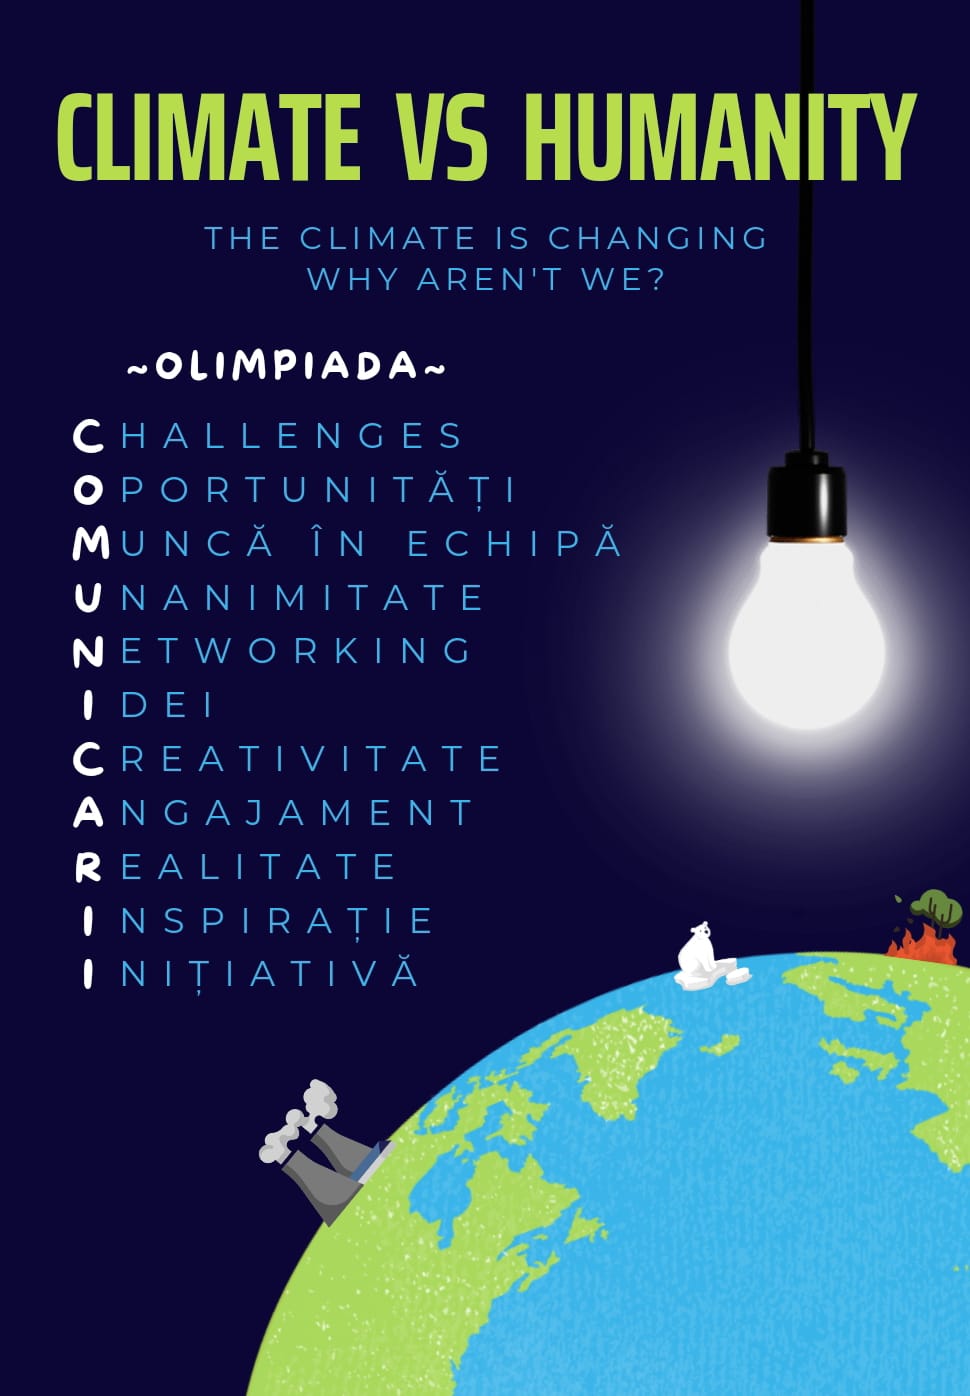 CLIMATE VS HUMANITY
THE CLIMATE IS CHANGING
WHY AREN'T WE?
~OLIMPIADA~
CHALLENGES
OPORTUNITĂȚI
MUNCĂ ÎN ECHIPĂ
UNANIMITATE
NETWORKING
IDEI
CREATIVITATE
ANGAJAMENT
REALITATE
INSPIRAȚIE
INIȚIATIVĂ